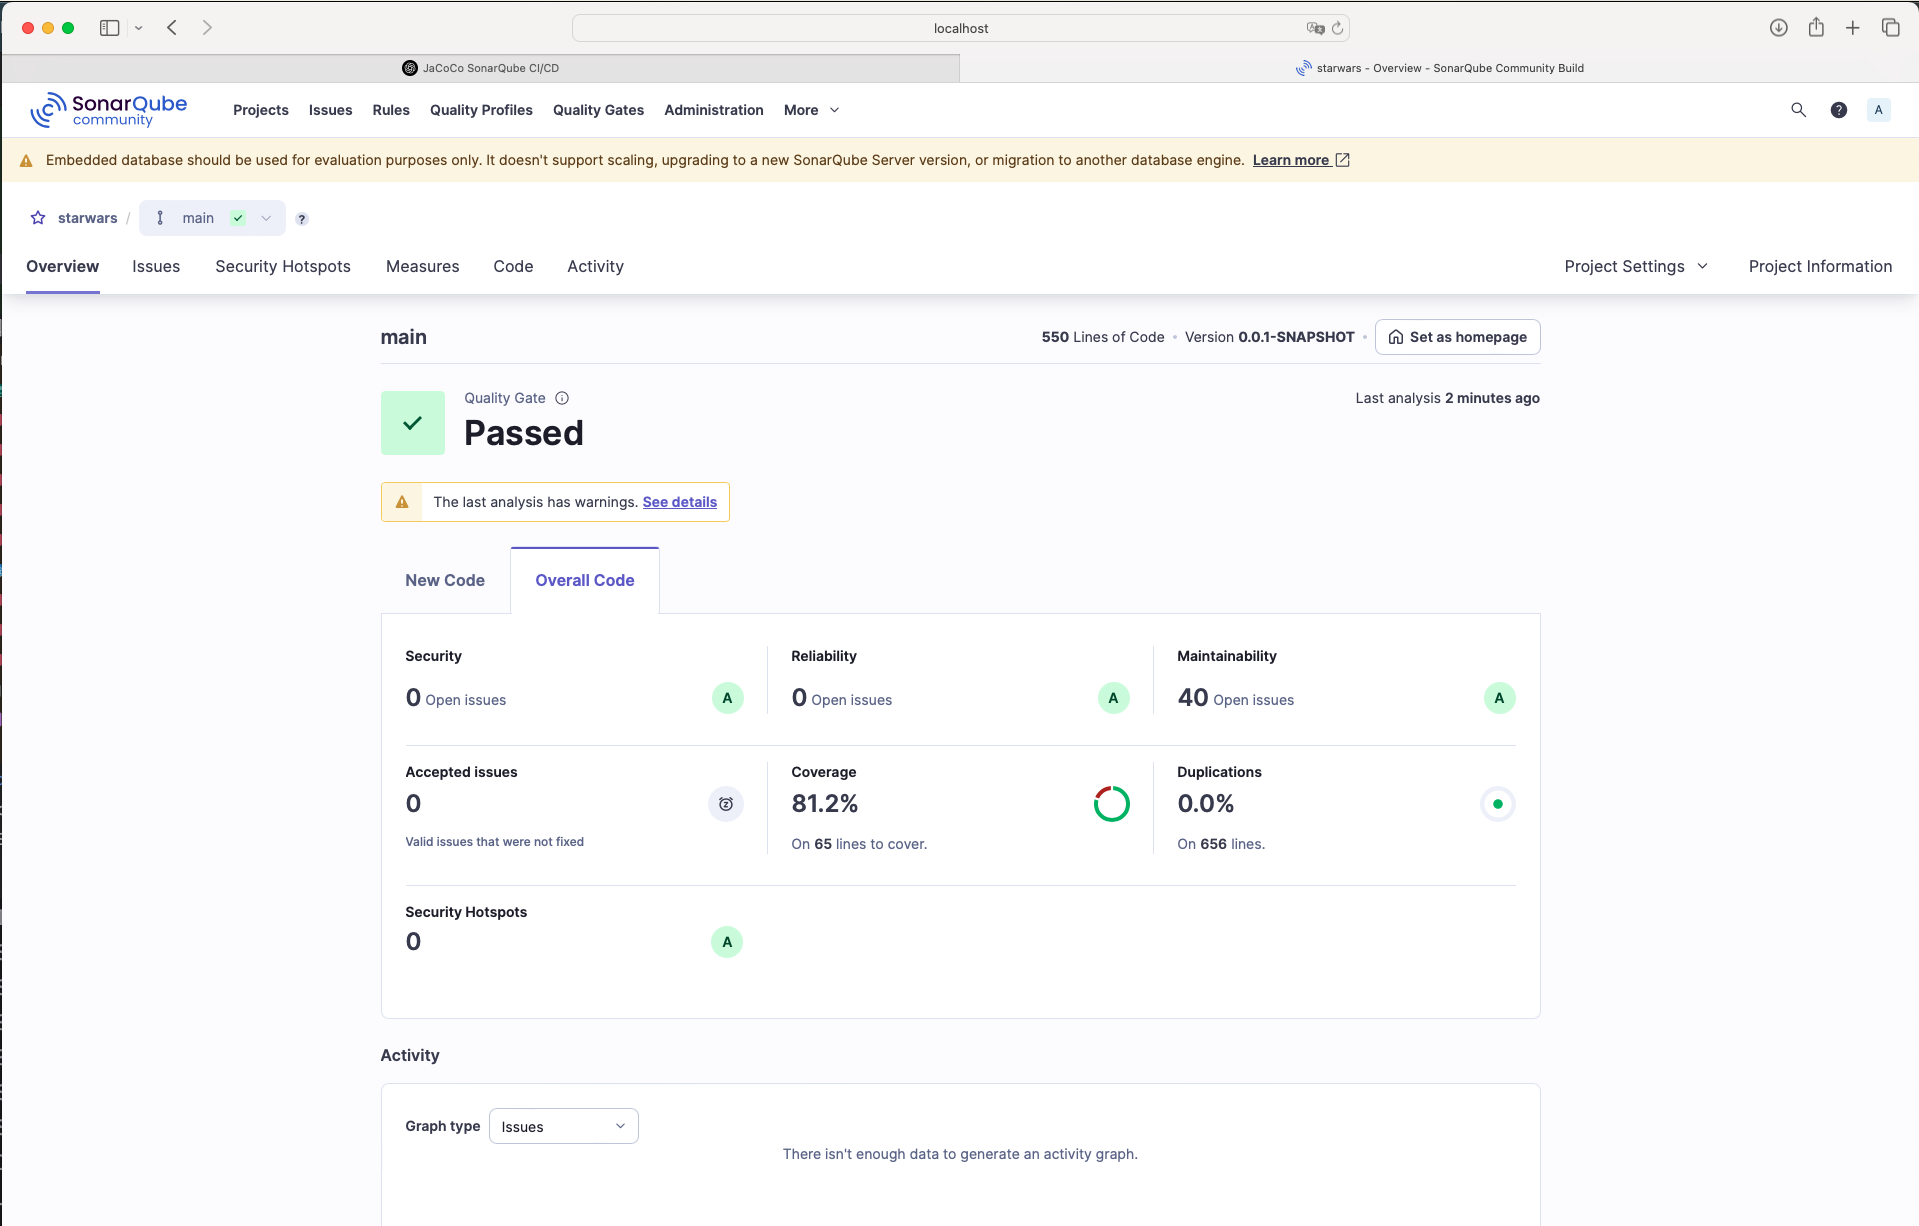 localhost
JaCoCo SonarQube CI/CD
starwars - Overview - SonarQube Community Build
SonarQube community
Projects Issues Rules Quality Profiles Quality Gates Administration More
? A
Embedded database should be used for evaluation purposes only. It doesn't support scaling, upgrading to a new SonarQube Server version, or migration to another database engine. Learn more
starwars / main ?
Overview Issues Security Hotspots Measures Code Activity Project Settings Project Information
main
550 Lines of Code • Version 0.0.1-SNAPSHOT • Set as homepage
Quality Gate
Passed
Last analysis 2 minutes ago
The last analysis has warnings. See details
New Code Overall Code
Security
0 Open issues A
Reliability
0 Open issues A
Maintainability
40 Open issues A
Accepted issues
0
Valid issues that were not fixed
Coverage
81.2%
On 65 lines to cover.
Duplications
0.0%
On 656 lines.
Security Hotspots
0 A
Activity
Graph type Issues
There isn't enough data to generate an activity graph.